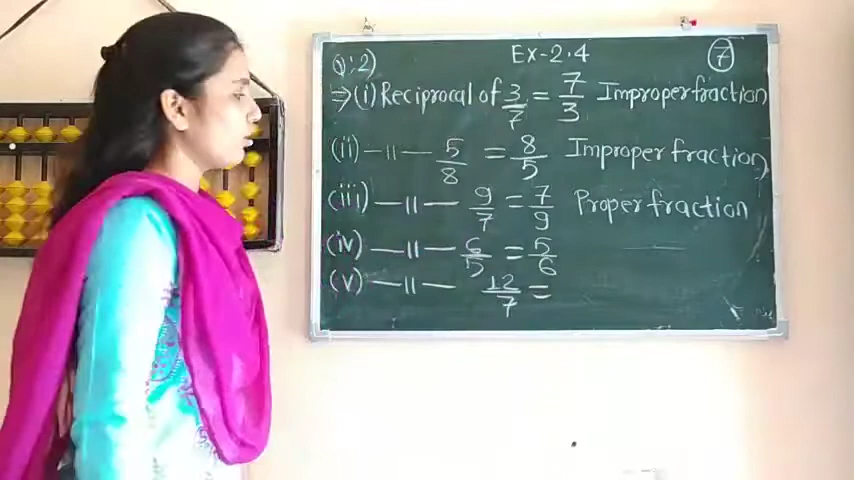 Ex-2.4
7
Q.2)
⇒(i) Reciprocal of 3/7 = 7/3 Improper fraction
(ii) —〃— 5/8 = 8/5 Improper fraction
(iii) —〃— 9/7 = 7/9 Proper fraction
(iv) —〃— 6/5 = 5/6
(v) —〃— 12/7 =